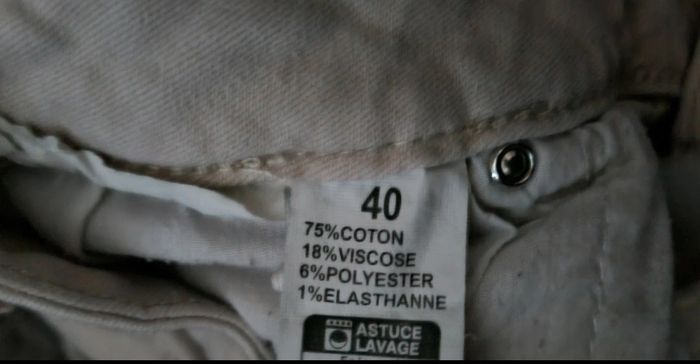 40
75%COTON
18%VISCOSE
6%POLYESTER
1%ELASTHANNE
ASTUCE
LAVAGE